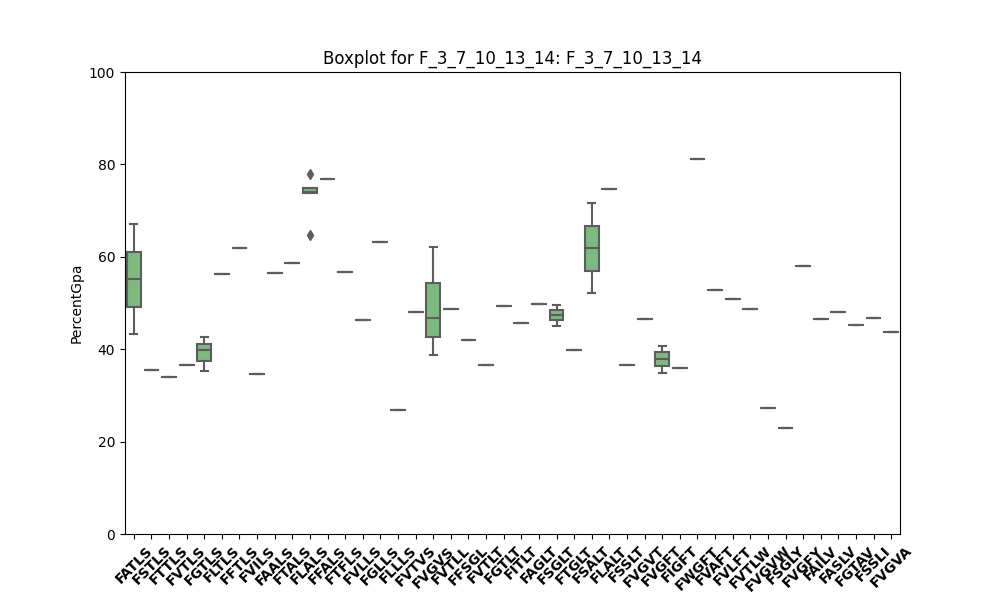 Boxplot for F_3_7_10_13_14: F_3_7_10_13_14
PercentGpa
100
80
60
40
20
0
FATLS
FSTLS
FTTLS
FVTLS
FGTLS
FLTLS
FFTLS
FVILS
FAALS
FTALS
FLALS
FFALS
FTFLS
FVLLS
FGLLS
FLLLS
FVTVS
FVGVS
FVTLL
FFSGL
FVTLT
FGTLT
FITLT
FAGLT
FSGLT
FTGLT
FSALT
FLALT
FSSLT
FVGVT
FVGFT
FIGFT
FWGFT
FVAFT
FVLFT
FVTLW
FVGVW
FSGLY
FVGFY
FAILV
FASLV
FGTAV
FSSLI
FVGVA